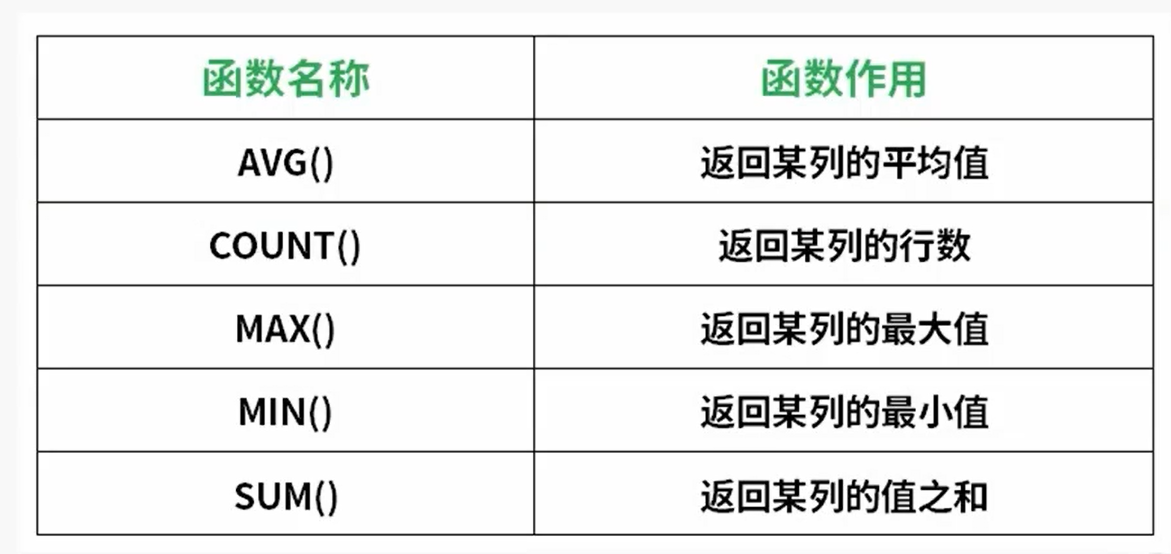 函数名称 函数作用
AVG() 返回某列的平均值
COUNT() 返回某列的行数
MAX() 返回某列的最大值
MIN() 返回某列的最小值
SUM() 返回某列的值之和